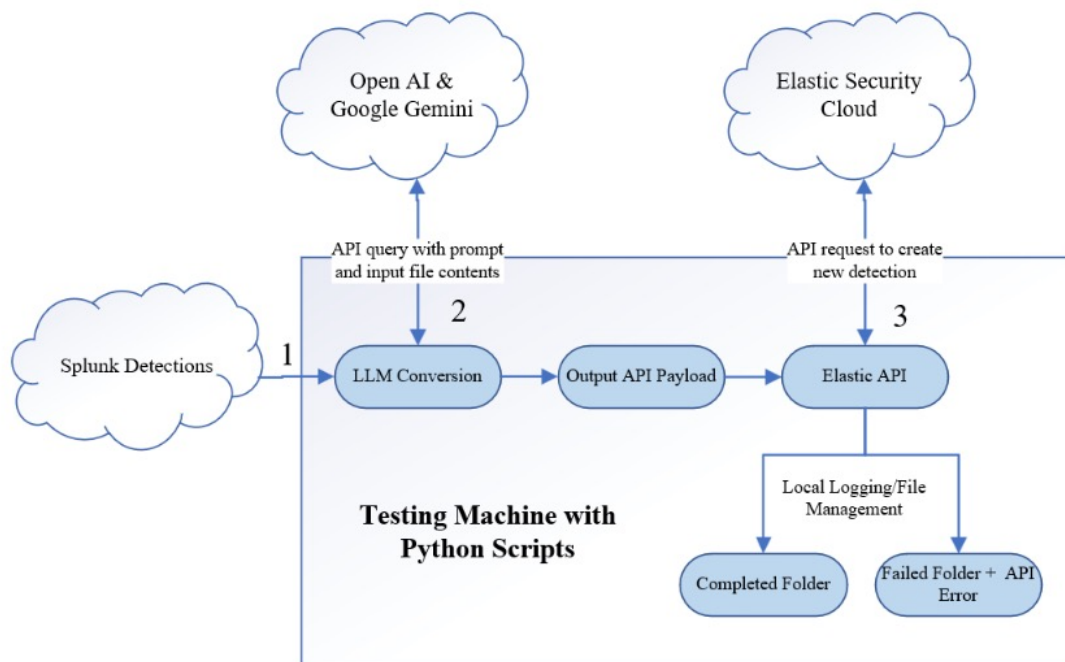 Open AI &
Google Gemini
Elastic Security
Cloud
API query with prompt
and input file contents
API request to create
new detection
2
3
Splunk Detections
1
LLM Conversion
Output API Payload
Elastic API
Local Logging/File
Management
Testing Machine with
Python Scripts
Completed Folder
Failed Folder + API
Error